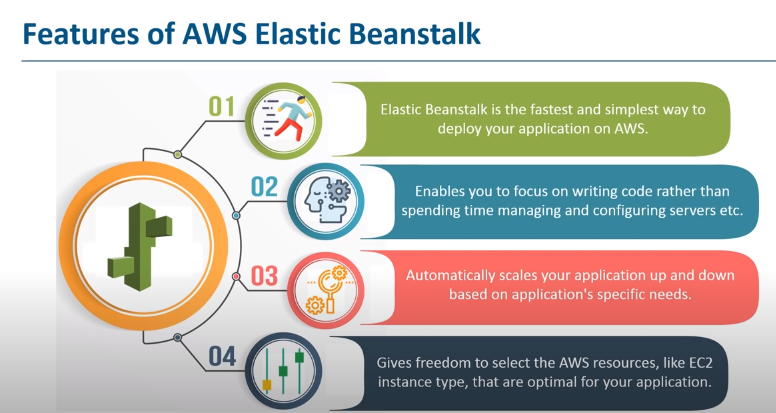 Features of AWS Elastic Beanstalk
01
Elastic Beanstalk is the fastest and simplest way to
deploy your application on AWS.
02
Enables you to focus on writing code rather than
spending time managing and configuring servers etc.
03
Automatically scales your application up and down
based on application's specific needs.
04
Gives freedom to select the AWS resources, like EC2
instance type, that are optimal for your application.